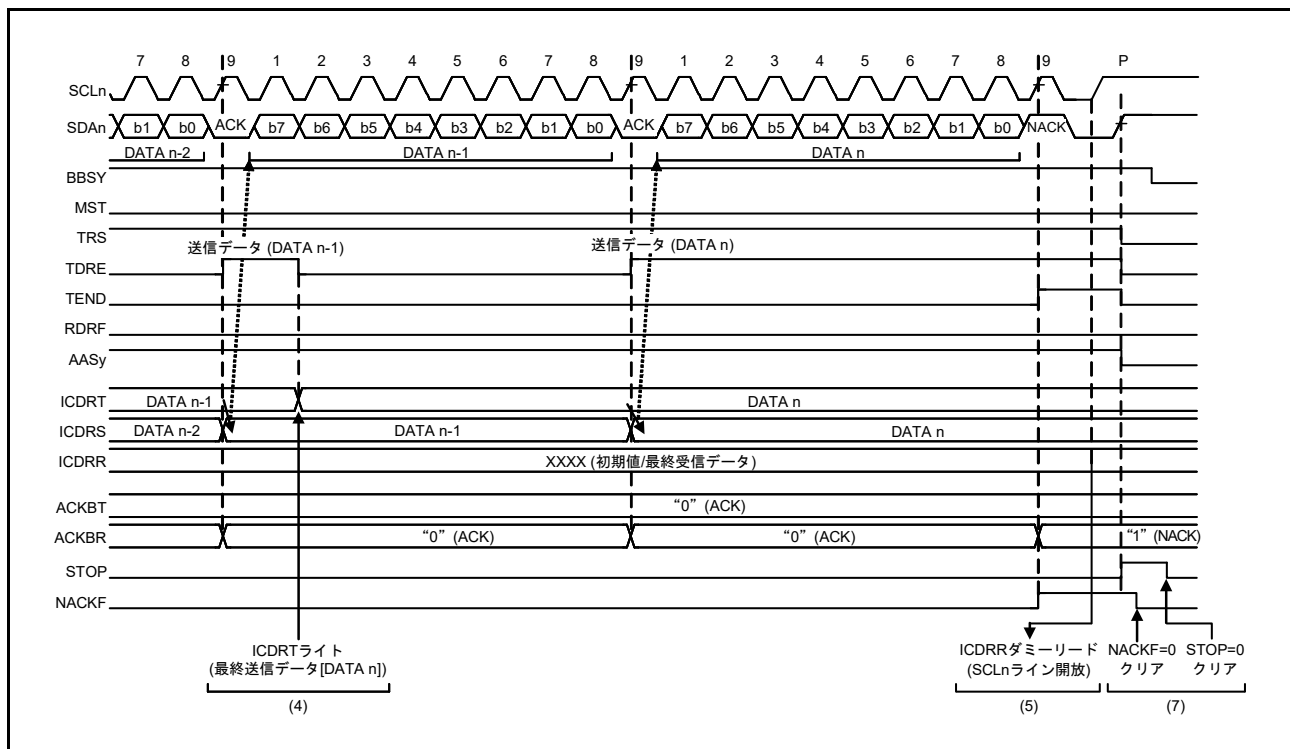 7 8 9 1 2 3 4 5 6 7 8 9 1 2 3 4 5 6 7 8 9 P
SCLn
SDAn b1 b0 ACK b7 b6 b5 b4 b3 b2 b1 b0 ACK b7 b6 b5 b4 b3 b2 b1 b0 NACK
DATA n-2 DATA n-1 DATA n
BBSY
MST
TRS
送信データ (DATA n-1) 送信データ (DATA n)
TDRE
TEND
RDRF
AASy
ICDRT DATA n-1 DATA n
ICDRS DATA n-2 DATA n-1 DATA n
ICDRR XXXX (初期値/最終受信データ)
ACKBT “0” (ACK)
ACKBR “0” (ACK) “0” (ACK) “1” (NACK)
STOP
NACKF
ICDRTライト
(最終送信データ[DATA n])
(4)
ICDRRダミーリード
(SCLnライン開放)
(5)
NACKF=0
クリア
STOP=0
クリア
(7)